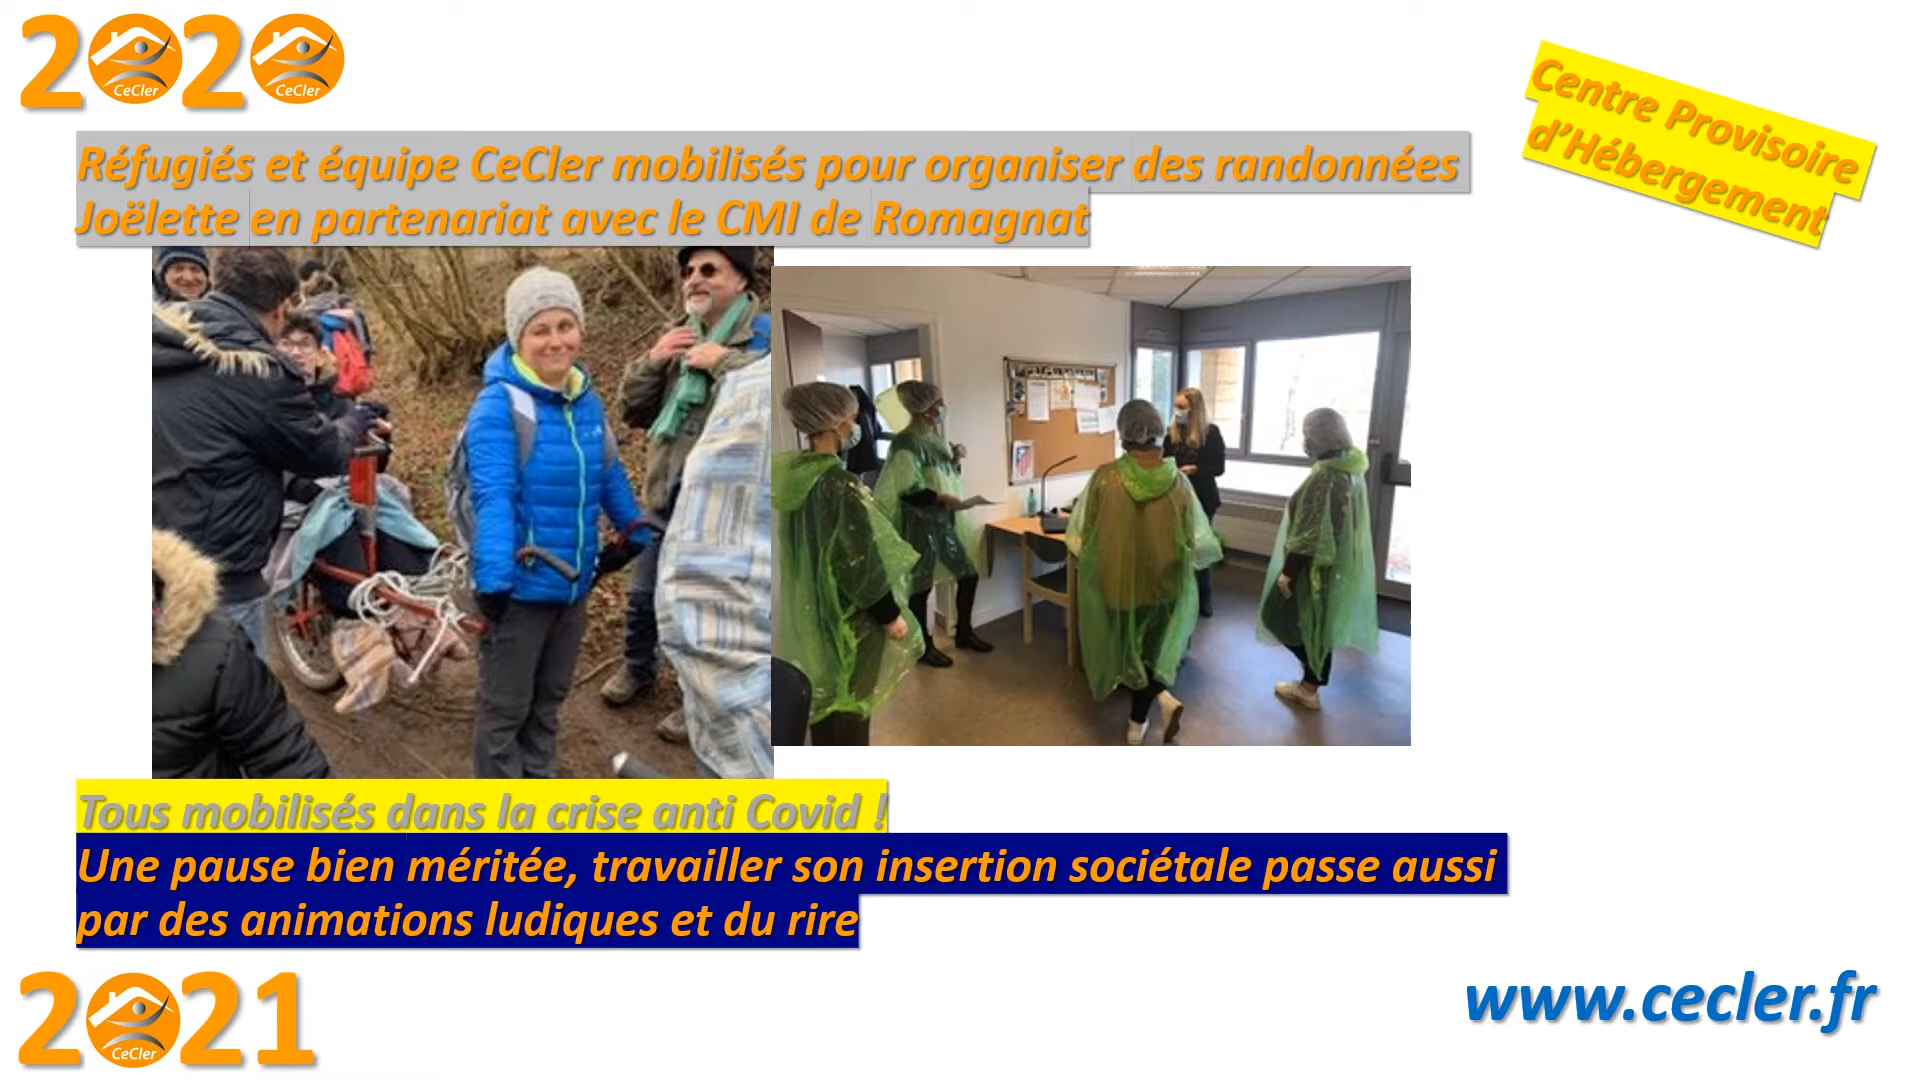 2020
CeCler
CeCler
Centre Provisoire
d’Hébergement
Réfugiés et équipe CeCler mobilisés pour organiser des randonnées
Joëlette en partenariat avec le CMI de Romagnat
Tous mobilisés dans la crise anti Covid !
Une pause bien méritée, travailler son insertion sociétale passe aussi
par des animations ludiques et du rire
2021
CeCler
www.cecler.fr